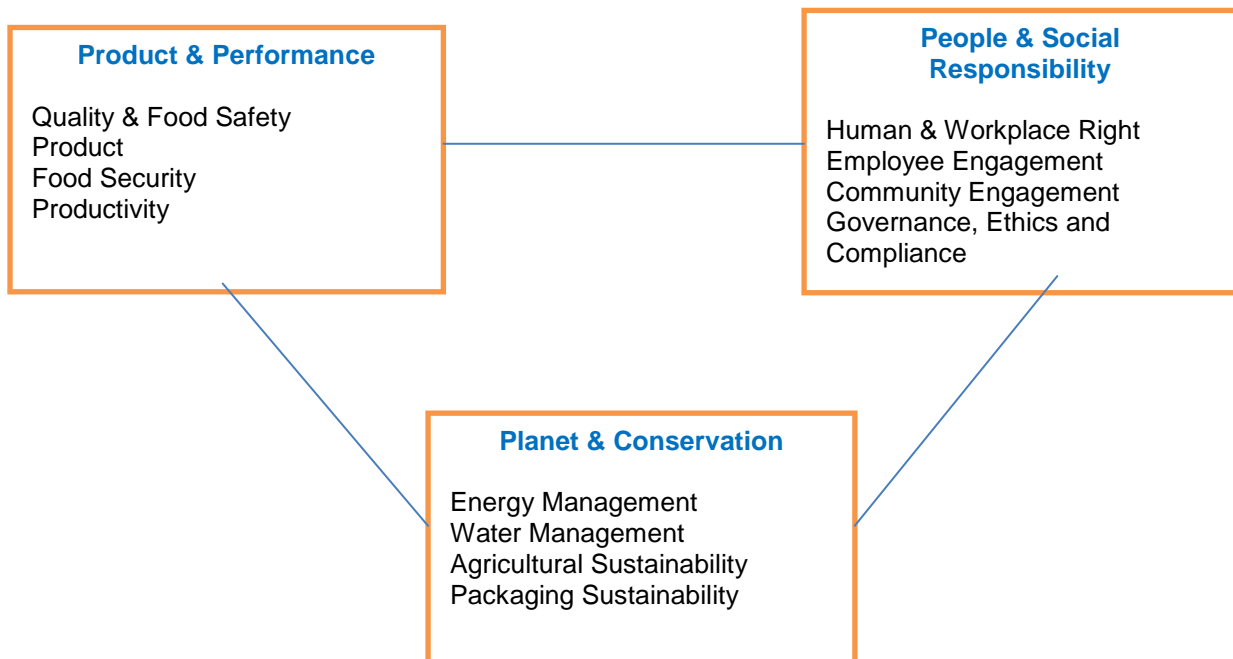 Product & Performance
Quality & Food Safety
Product
Food Security
Productivity
People & Social
Responsibility
Human & Workplace Right
Employee Engagement
Community Engagement
Governance, Ethics and
Compliance
Planet & Conservation
Energy Management
Water Management
Agricultural Sustainability
Packaging Sustainability